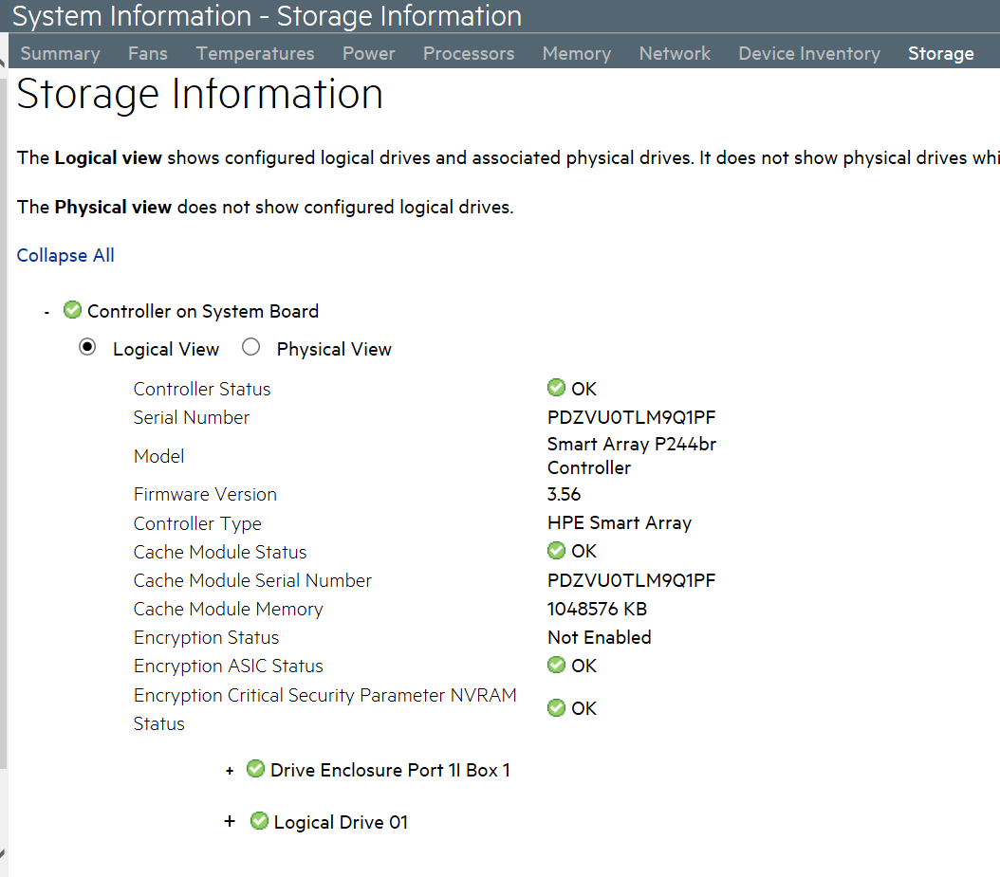 System Information - Storage Information
Summary Fans Temperatures Power Processors Memory Network Device Inventory Storage
Storage Information
The Logical view shows configured logical drives and associated physical drives. It does not show physical drives whi
The Physical view does not show configured logical drives.
Collapse All
- Controller on System Board
Logical View Physical View
Controller Status OK
Serial Number PDZVU0TLM9Q1PF
Model Smart Array P244br
Controller
Firmware Version 3.56
Controller Type HPE Smart Array
Cache Module Status OK
Cache Module Serial Number PDZVU0TLM9Q1PF
Cache Module Memory 1048576 KB
Encryption Status Not Enabled
Encryption ASIC Status OK
Encryption Critical Security Parameter NVRAM
Status OK
+ Drive Enclosure Port 1I Box 1
+ Logical Drive 01